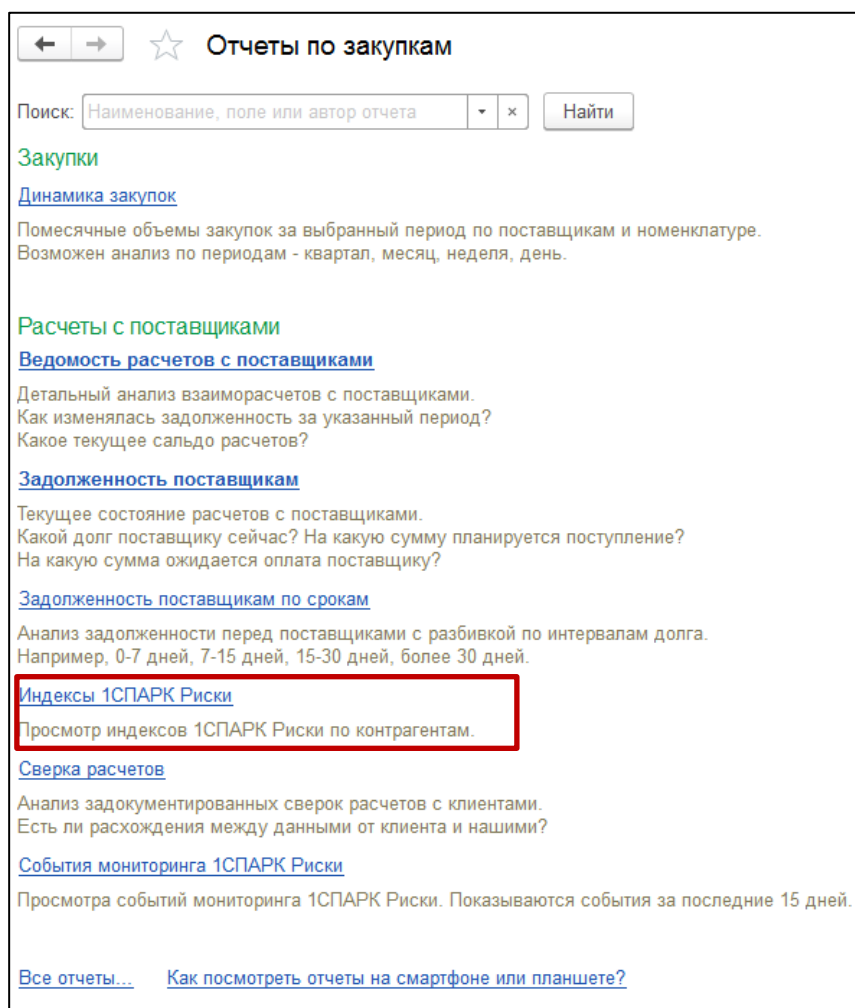 Отчеты по закупкам
Поиск: Наименование, поле или автор отчета Найти
Закупки
Динамика закупок
Помесячные объемы закупок за выбранный период по поставщикам и номенклатуре.
Возможен анализ по периодам - квартал, месяц, неделя, день.
Расчеты с поставщиками
Ведомость расчетов с поставщиками
Детальный анализ взаиморасчетов с поставщиками.
Как изменялась задолженность за указанный период?
Какое текущее сальдо расчетов?
Задолженность поставщикам
Текущее состояние расчетов с поставщиками.
Какой долг поставщику сейчас? На какую сумму планируется поступление?
На какую сумма ожидается оплата поставщику?
Задолженность поставщикам по срокам
Анализ задолженности перед поставщиками с разбивкой по интервалам долга.
Например, 0-7 дней, 7-15 дней, 15-30 дней, более 30 дней.
Индексы 1СПАРК Риски
Просмотр индексов 1СПАРК Риски по контрагентам.
Сверка расчетов
Анализ задокументированных сверок расчетов с клиентами.
Есть ли расхождения между данными от клиента и нашими?
События мониторинга 1СПАРК Риски
Просмотра событий мониторинга 1СПАРК Риски. Показываются события за последние 15 дней.
Все отчеты... Как посмотреть отчеты на смартфоне или планшете?